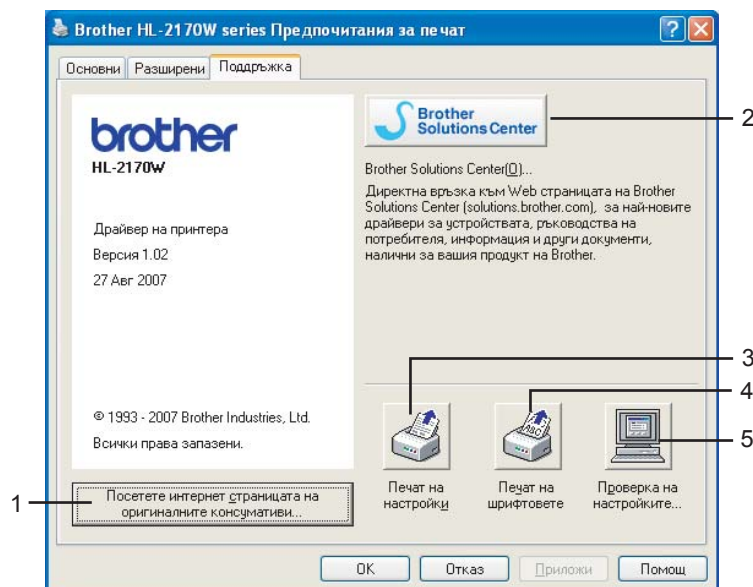 Brother HL-2170W series Предпочитания за печат
Основни Разширени Поддръжка
brother
HL-2170W
Драйвер на принтера
Версия 1.02
27 Авг 2007
© 1993 - 2007 Brother Industries, Ltd.
Всички права запазени.
1
Посетете интернет страницата на
оригиналните консумативи...
Brother
Solutions Center
2
Brother Solutions Center(O)...
Директна връзка към Web страницата на Brother
Solutions Center (solutions.brother.com), за най-новите
драйвери за устройствата, ръководства на
потребителя, информация и други документи,
налични за вашия продукт на Brother.
3
4
ABC
5
Печат на
настройки
Печат на
шрифтовете
Проверка на
настройките...
OK Отказ Приложи Помощ